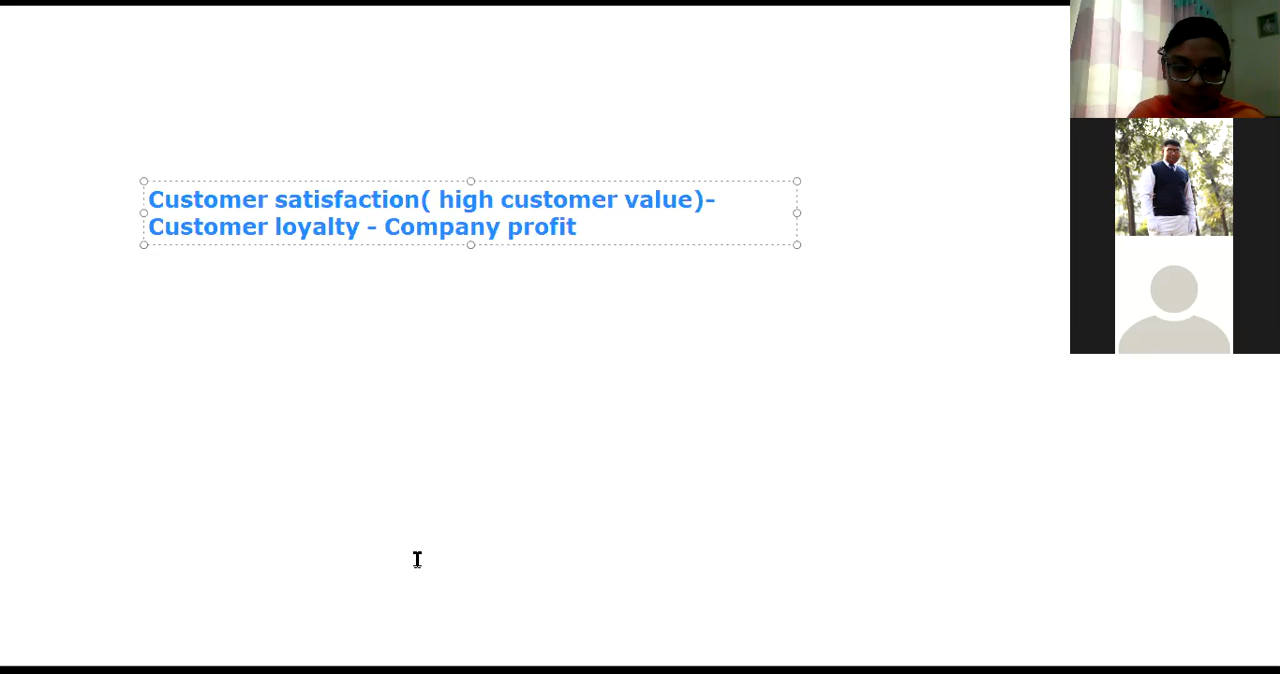 Customer satisfaction( high customer value)-
Customer loyalty - Company profit